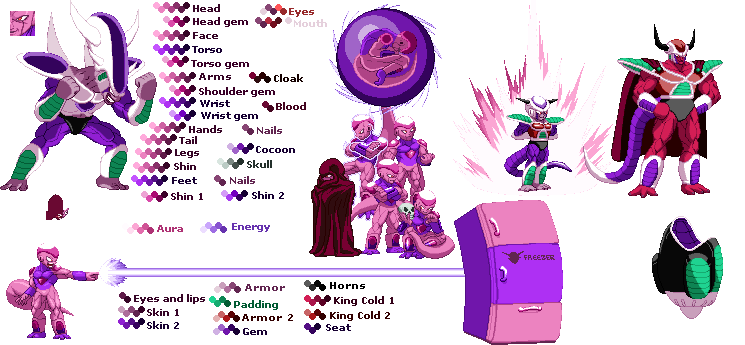 Head
Eyes
Head gem
Mouth
Face
Torso
Torso gem
Arms
Cloak
Shoulder gem
Wrist
Blood
Wrist gem
Hands
Nails
Tail
Cocoon
Legs
Skull
Shin
Feet
Nails
Shin 1
Shin 2
Aura
Energy
FREEZER
Eyes and lips
Skin 1
Skin 2
Armor
Padding
Armor 2
Gem
Horns
King Cold 1
King Cold 2
Seat